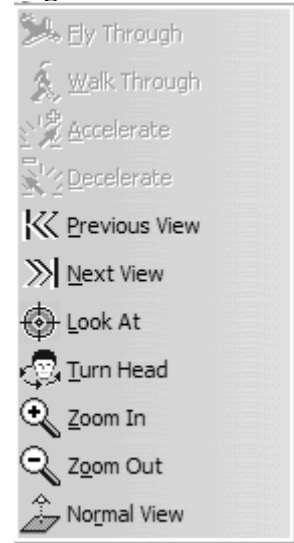 Fly Through
Walk Through
Accelerate
Decelerate
Previous View
Next View
Look At
Turn Head
Zoom In
Zoom Out
Normal View